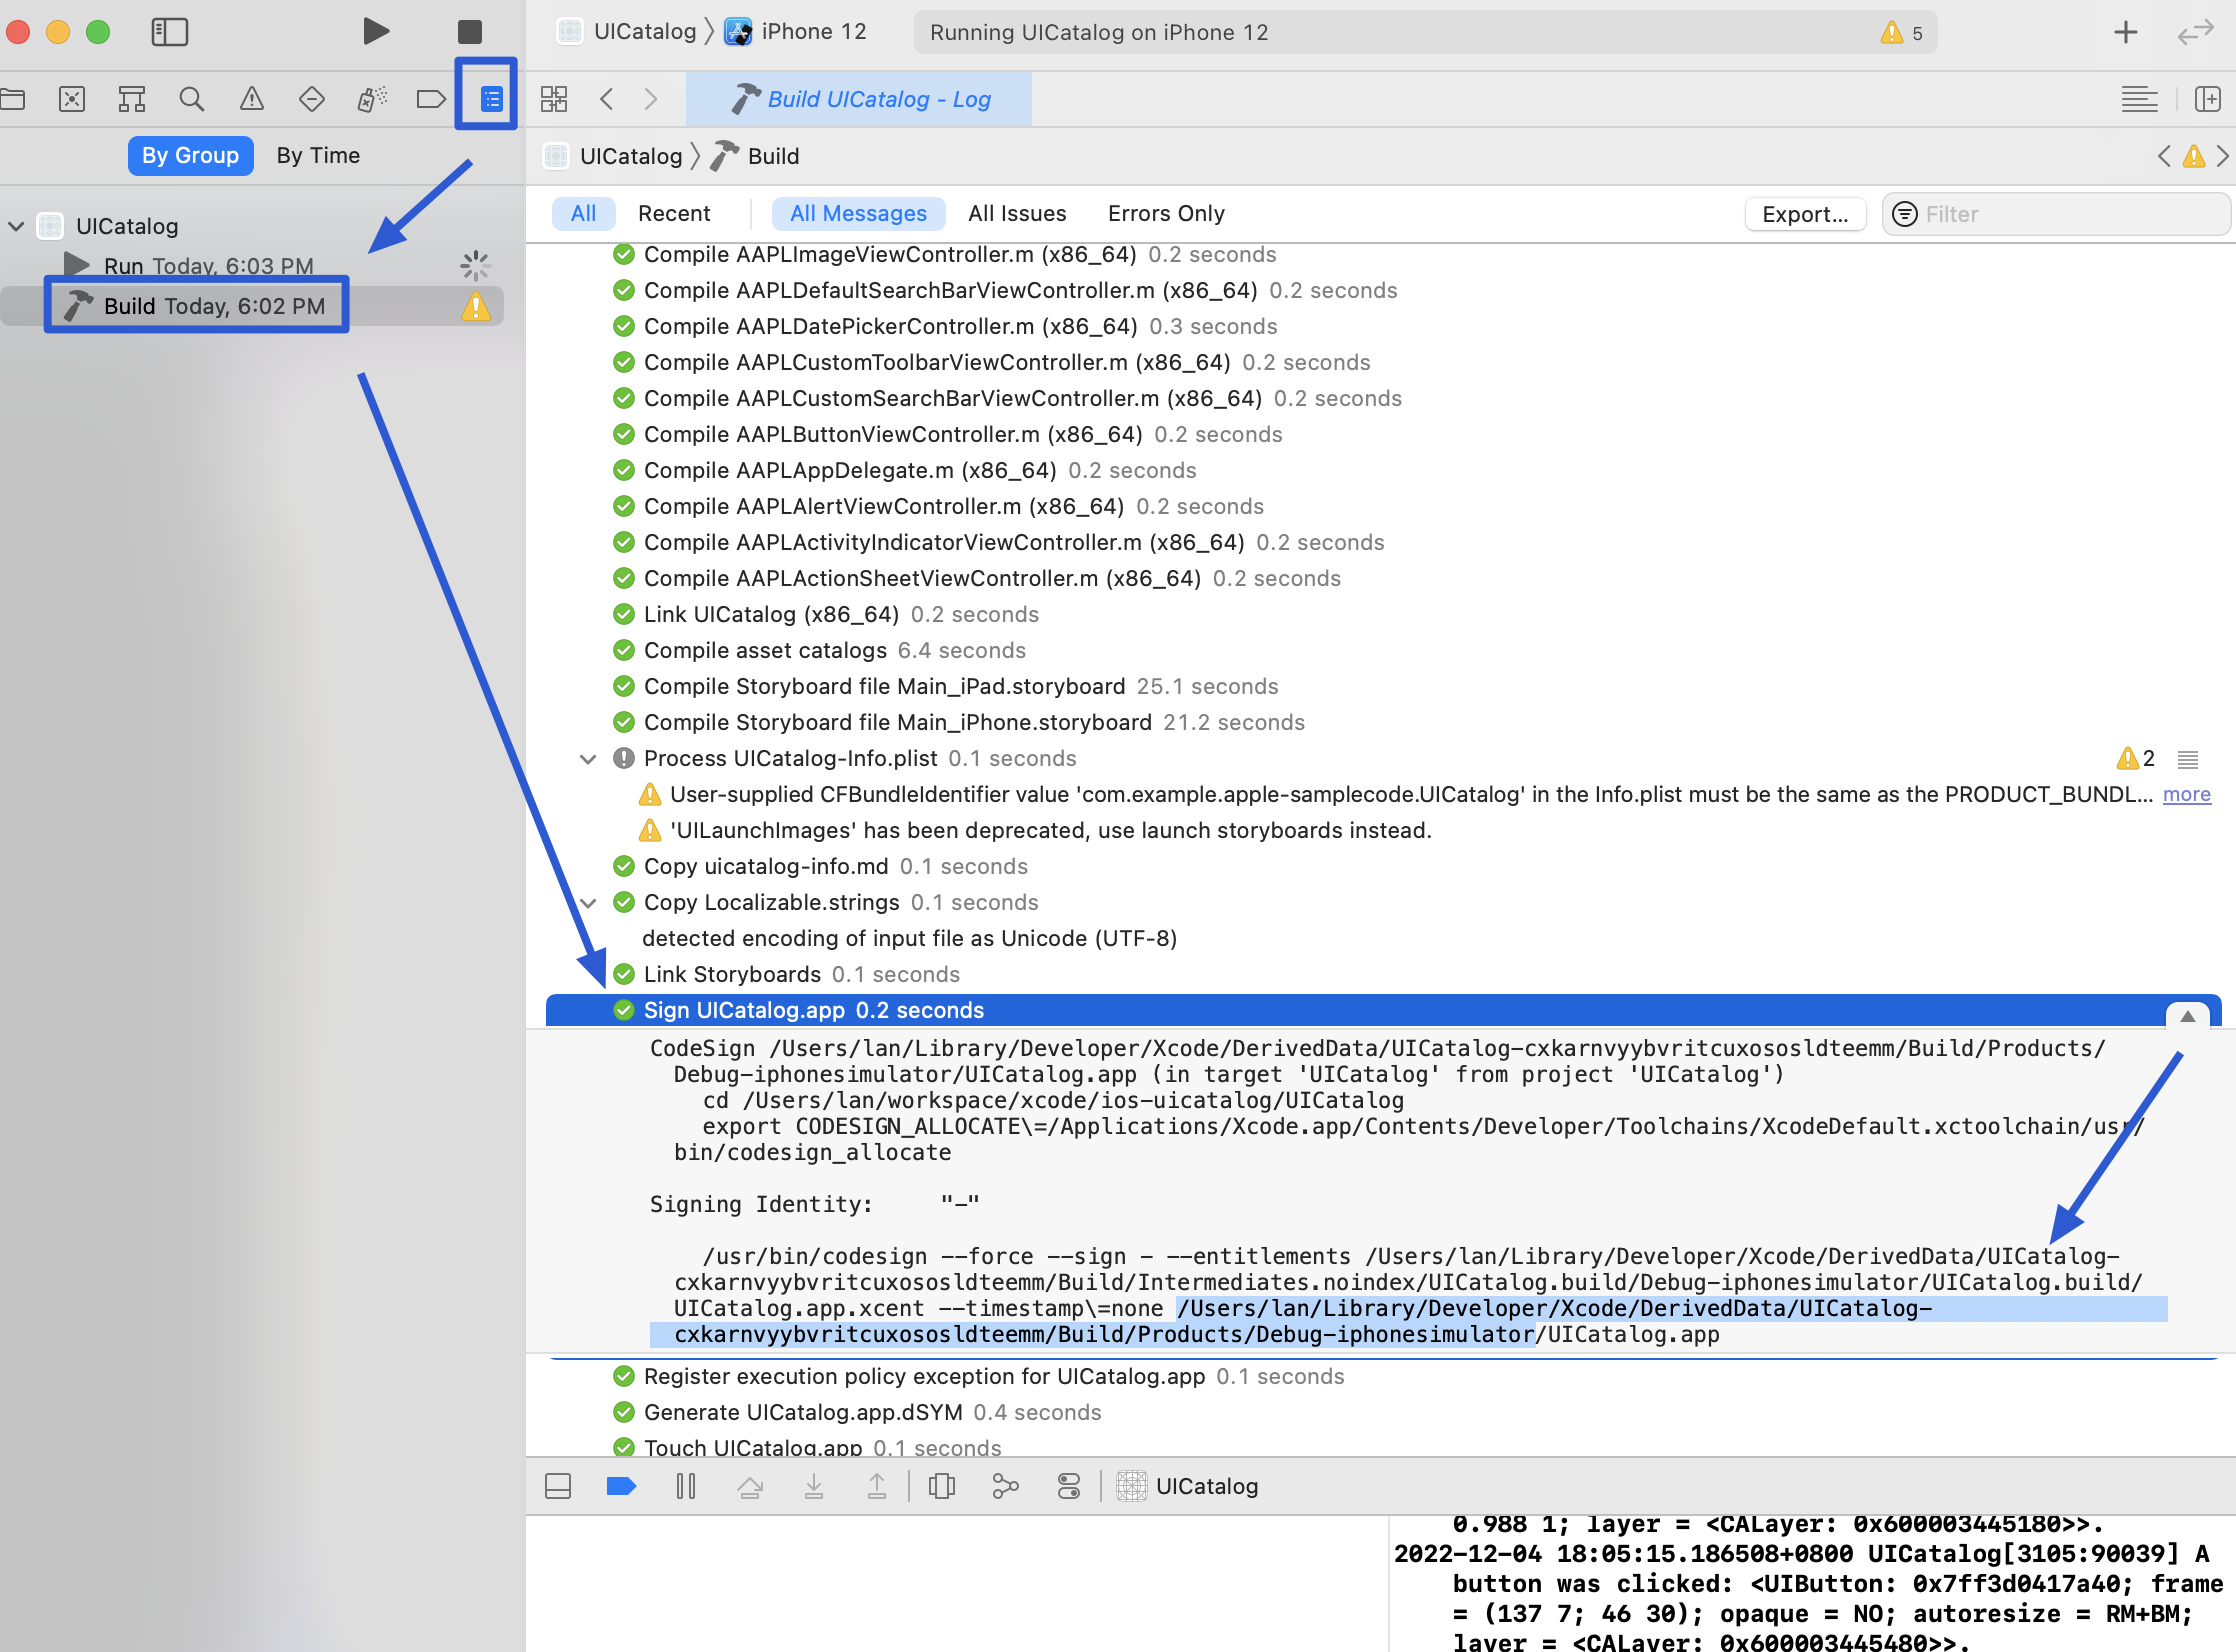 UICatalog 〉 iPhone 12
Running UICatalog on iPhone 12
5
Build UICatalog - Log
By Group By Time
UICatalog 〉 Build
All Recent All Messages All Issues Errors Only Export... Filter
UICatalog
Run Today, 6:03 PM
Build Today, 6:02 PM
Compile AAPLImageViewController.m (x86_64) 0.2 seconds
Compile AAPLDefaultSearchBarViewController.m (x86_64) 0.2 seconds
Compile AAPLDatePickerController.m (x86_64) 0.3 seconds
Compile AAPLCustomToolbarViewController.m (x86_64) 0.2 seconds
Compile AAPLCustomSearchBarViewController.m (x86_64) 0.2 seconds
Compile AAPLButtonViewController.m (x86_64) 0.2 seconds
Compile AAPLAppDelegate.m (x86_64) 0.2 seconds
Compile AAPLAlertViewController.m (x86_64) 0.2 seconds
Compile AAPLActivityIndicatorViewController.m (x86_64) 0.2 seconds
Compile AAPLActionSheetViewController.m (x86_64) 0.2 seconds
Link UICatalog (x86_64) 0.2 seconds
Compile asset catalogs 6.4 seconds
Compile Storyboard file Main_iPad.storyboard 25.1 seconds
Compile Storyboard file Main_iPhone.storyboard 21.2 seconds
Process UICatalog-Info.plist 0.1 seconds 2
User-supplied CFBundleIdentifier value 'com.example.apple-samplecode.UICatalog' in the Info.plist must be the same as the PRODUCT_BUNDL... more
'UILaunchImages' has been deprecated, use launch storyboards instead.
Copy uicatalog-info.md 0.1 seconds
Copy Localizable.strings 0.1 seconds
detected encoding of input file as Unicode (UTF-8)
Link Storyboards 0.1 seconds
Sign UICatalog.app 0.2 seconds
CodeSign /Users/lan/Library/Developer/Xcode/DerivedData/UICatalog-cxkarnvyybvritcuxososldteemm/Build/Products/
Debug-iphonesimulator/UICatalog.app (in target 'UICatalog' from project 'UICatalog')
cd /Users/lan/workspace/xcode/ios-uicatalog/UICatalog
export CODESIGN_ALLOCATE\=/Applications/Xcode.app/Contents/Developer/Toolchains/XcodeDefault.xctoolchain/usr/
bin/codesign_allocate
Signing Identity: "-"
/usr/bin/codesign --force --sign - --entitlements /Users/lan/Library/Developer/Xcode/DerivedData/UICatalog-
cxkarnvyybvritcuxososldteemm/Build/Intermediates.noindex/UICatalog.build/Debug-iphonesimulator/UICatalog.build/
UICatalog.app.xcent --timestamp\=none /Users/lan/Library/Developer/Xcode/DerivedData/UICatalog-
cxkarnvyybvritcuxososldteemm/Build/Products/Debug-iphonesimulator/UICatalog.app
Register execution policy exception for UICatalog.app 0.1 seconds
Generate UICatalog.app.dSYM 0.4 seconds
Touch UICatalog.app 0.1 seconds
UICatalog
0.988 1; layer = <CALayer: 0x600003445180>>.
2022-12-04 18:05:15.186508+0800 UICatalog[3105:90039] A
button was clicked: <UIButton: 0x7ff3d0417a40; frame
= (137 7; 46 30); opaque = NO; autoresize = RM+BM;
layer = <CALayer: 0x600003445480>>.